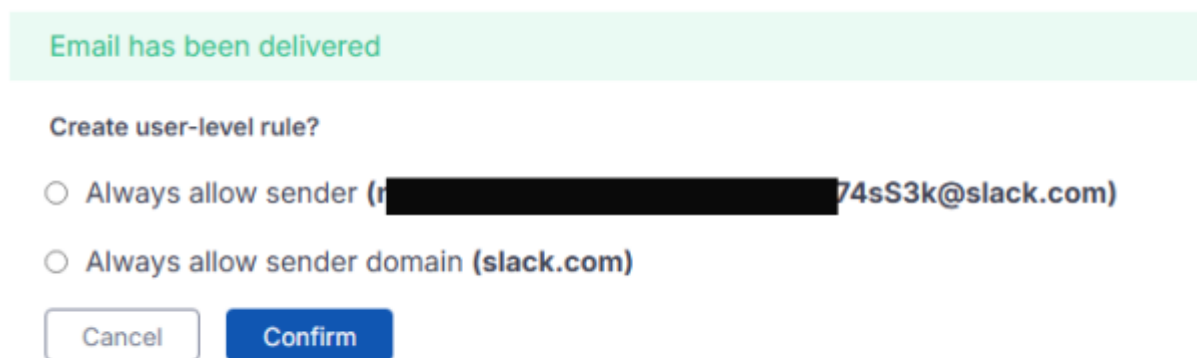 Email has been delivered
Create user-level rule?
Always allow sender (r 74sS3k@slack.com)
Always allow sender domain (slack.com)
Cancel Confirm